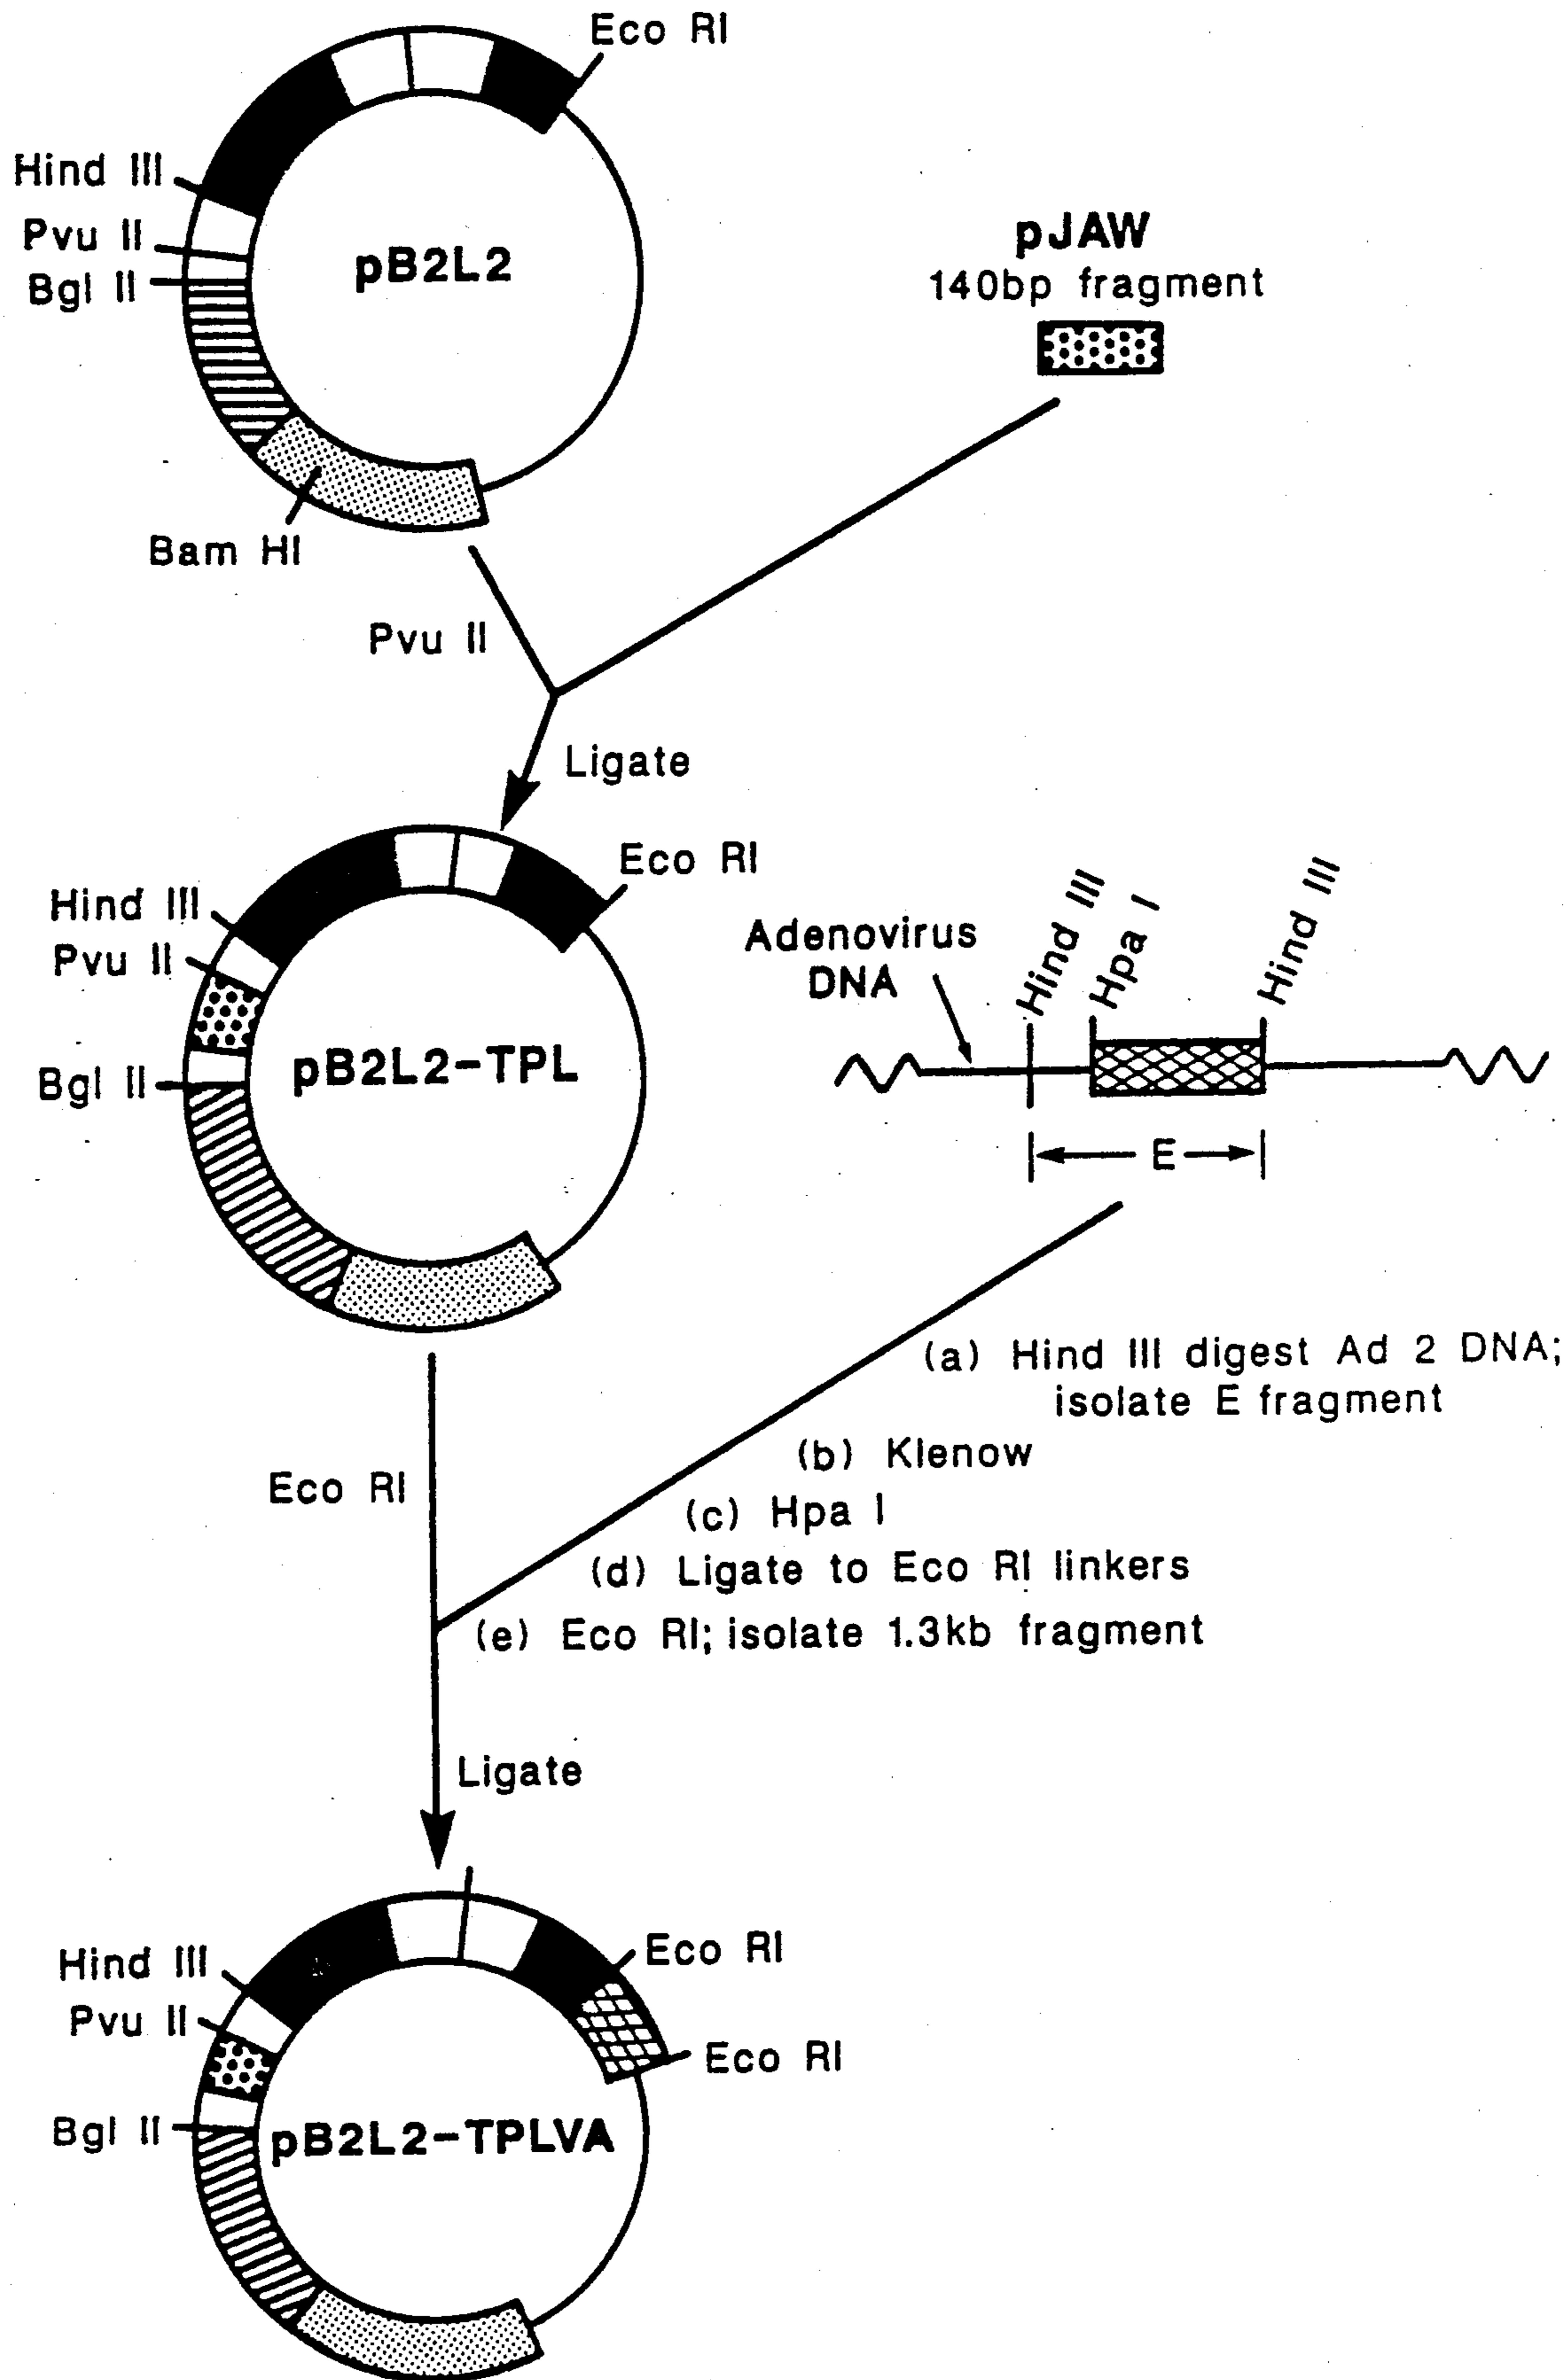 Eco RI
Hind III
Pvu II
Bgl II
pB2L2
Bam HI
pJAW
140bp fragment
Pvu II
Ligate
Eco RI
Hind III
Pvu II
Bgl II
pB2L2-TPL
Adenovirus
DNA
Hind III
Hpa I
Hind III
E
(a) Hind III digest Ad 2 DNA;
isolate E fragment
(b) Klenow
(c) Hpa I
(d) Ligate to Eco RI linkers
(e) Eco RI; isolate 1.3kb fragment
Eco RI
Ligate
Eco RI
Eco RI
Hind III
Pvu II
Bgl II
pB2L2-TPLVA